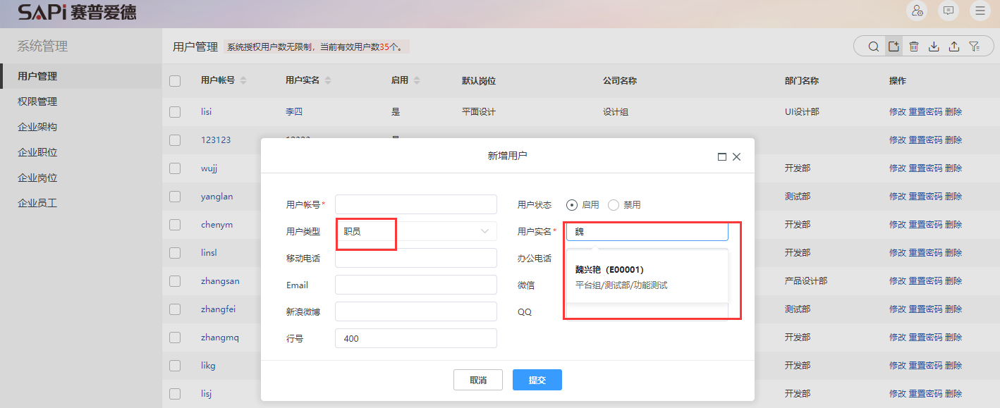 SAPi 赛普爱德
系统管理
用户管理
权限管理
企业架构
企业职位
企业岗位
企业员工
用户管理 系统授权用户数无限制，当前有效用户数35个。
用户帐号 用户实名 启用 默认岗位 公司名称 部门名称 操作
lisi 李四 是 平面设计 设计组 UI设计部 修改 重置密码 删除
123123 修改 重置密码 删除
wujj 开发部 修改 重置密码 删除
yanglan 测试部 修改 重置密码 删除
chenym 开发部 修改 重置密码 删除
linsl 开发部 修改 重置密码 删除
zhangsan 产品设计部 修改 重置密码 删除
zhangfei 测试部 修改 重置密码 删除
zhangmq 开发部 修改 重置密码 删除
likg 开发部 修改 重置密码 删除
lisj 开发部 修改 重置密码 删除
新增用户
用户帐号* 用户状态 启用 禁用
用户类型 职员 用户实名* 魏
移动电话 办公电话
魏兴艳（E00001）
平台组/测试部/功能测试
Email 微信
新浪微博 QQ
行号 400
取消 提交